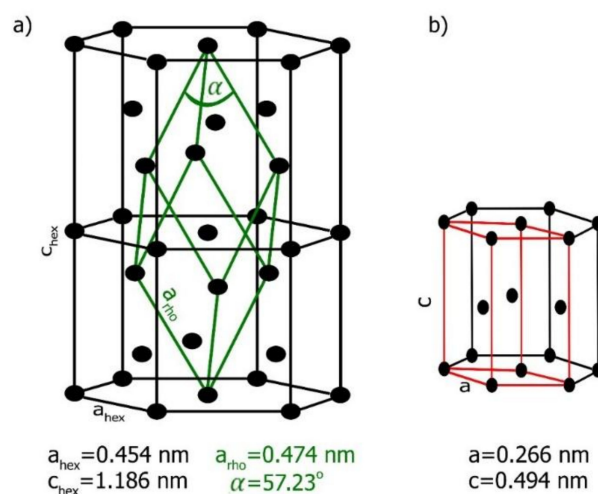 a)
b)
α
c_hex
a_rho
a_hex
c
a
a_hex=0.454 nm
c_hex=1.186 nm
a_rho=0.474 nm
α=57.23°
a=0.266 nm
c=0.494 nm